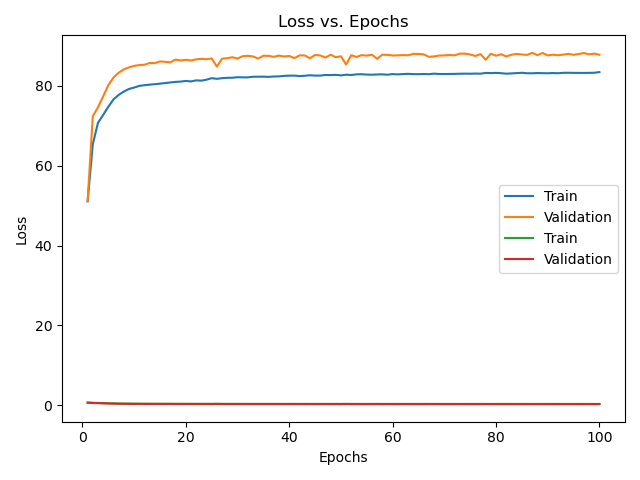 Loss vs. Epochs
Loss
80
60
40
20
0
Train
Validation
Train
Validation
0 20 40 60 80 100
Epochs